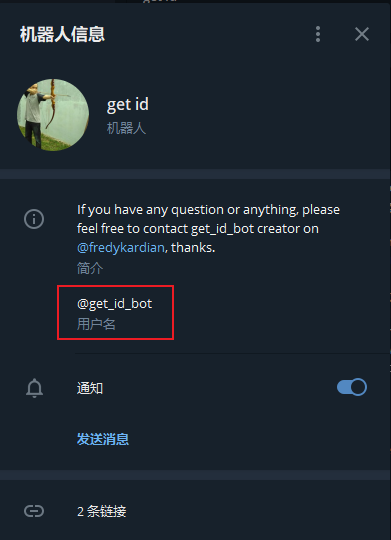 机器人信息
get id
机器人
If you have any question or anything, please
feel free to contact get_id_bot creator on
@fredykardian, thanks.
简介
@get_id_bot
用户名
通知
发送消息
2 条链接